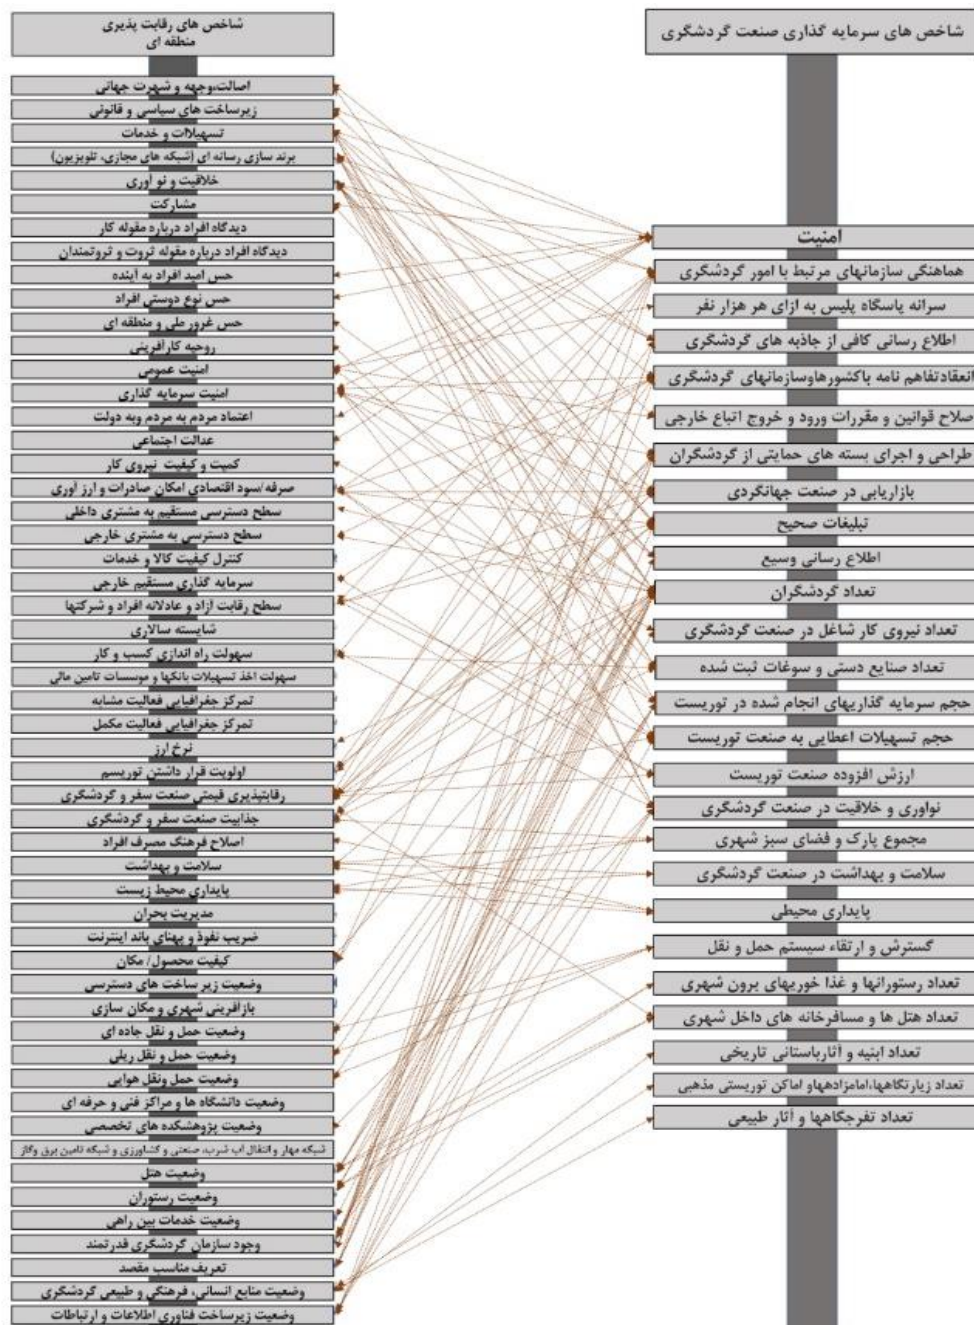 شاخص های سرمایه گذاری صنعت گردشگری
امنیت
هماهنگی سازمانهای مرتبط با امور گردشگری
سرانه پاسگاه پلیس به ازای هر هزار نفر
اطلاع رسانی کافی از جاذبه های گردشگری
انعقادتفاهم نامه باکشورهاوسازمانهای گردشگری
صلاح قوانین و مقررات ورود و خروج اتباع خارجی
طراحی و اجرای بسته های حمایتی از گردشگران
بازاریابی در صنعت جهانگردی
تبلیغات صحیح
اطلاع رسانی وسیع
تعداد گردشگران
تعداد نیروی کار شاغل در صنعت گردشگری
تعداد صنایع دستی و سوغات ثبت شده
حجم سرمایه گذاریهای انجام شده در توریست
حجم تسهیلات اعطایی به صنعت توریست
ارزش افزوده صنعت توریست
نواوری و خلاقیت در صنعت گردشگری
مجموع پارک و فضای سبز شهری
سلامت و بهداشت در صنعت گردشگری
پایداری محیطی
گسترش و ارتقاء سیستم حمل و نقل
تعداد رستورانها و غذا خوریهای برون شهری
تعداد هتل ها و مسافرخانه های داخل شهری
تعداد ابنیه و آثارباستانی تاریخی
تعداد زیارتگاهها،امامزادهاو اماکن توریستی مذهبی
تعداد تفرجگاهها و آثار طبیعی
شاخص های رقابت پذیری
منطقه ای
اصالت،وجهه و شهرت جهانی
زیرساخت های سیاسی و قانونی
تسهیلات و خدمات
برند سازی رسانه ای (شبکه های مجازی، تلویزیون)
خلاقیت و نو آوری
مشارکت
دیدگاه افراد درباره مقوله کار
دیدگاه افراد درباره مقوله ثروت و ثروتمندان
حس امید افراد به آینده
حس نوع دوستی افراد
حس غرور ملی و منطقه ای
روحیه کارآفرینی
امنیت عمومی
امنیت سرمایه گذاری
اعتماد مردم به مردم وبه دولت
عدالت اجتماعی
کمیت و کیفیت نیروی کار
صرفه/سود اقتصادی امکان صادرات و ارز آوری
سطح دسترسی مستقیم به مشتری داخلی
سطح دسترسی به مشتری خارجی
کنترل کیفیت کالا و خدمات
سرمایه گذاری مستقیم خارجی
سطح رقابت آزاد و عادلانه افراد و شرکتها
شایسته سالاری
سهولت راه اندازی کسب و کار
سهولت اخذ تسهیلات بانکها و موسسات تامین مالی
تمرکز جغرافیایی فعالیت مشابه
تمرکز جغرافیایی فعالیت مکمل
نرخ ارز
اولویت قرار داشتن توریسم
رقابتپذیری قیمتی صنعت سفر و گردشگری
جذابیت صنعت سفر و گردشگری
اصلاح فرهنگ مصرف افراد
سلامت و بهداشت
پایداری محیط زیست
مدیریت بحران
ضریب نفوذ و پهنای باند اینترنت
کیفیت محصول/ مکان
وضعیت زیر ساخت های دسترسی
بازآفرینی شهری و مکان سازی
وضعیت حمل و نقل جاده ای
وضعیت حمل و نقل ریلی
وضعیت حمل ونقل هوایی
وضعیت دانشگاه ها و مراکز فنی و حرفه ای
وضعیت پژوهشکده های تخصصی
شبکه مهار و انتقال آب شرب، صنعتی و کشاورزی و شبکه تامین برق وگاز
وضعیت هتل
وضعیت رستوران
وضعیت خدمات بین راهی
وجود سازمان گردشگری قدرتمند
تعریف مناسب مقصد
وضعیت منابع انسانی، فرهنگی و طبیعی گردشگری
وضعیت زیرساخت فناوری اطلاعات و ارتباطات